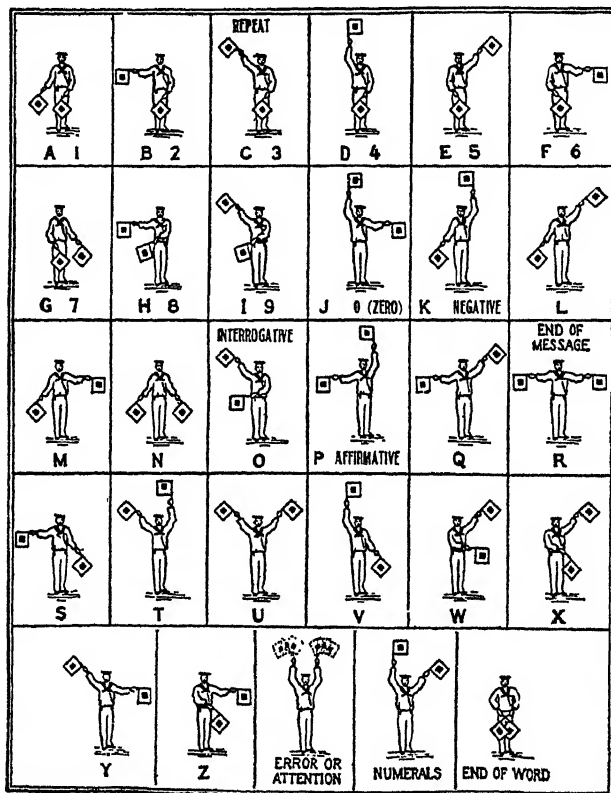 REPEAT
A 1 B 2 C 3 D 4 E 5 F 6
G 7 H 8 I 9 J 0 (ZERO) K NEGATIVE L
INTERROGATIVE END OF
MESSAGE
M N O P AFFIRMATIVE Q R
S T U V W X
Y Z ERROR OR
ATTENTION NUMERALS END OF WORD